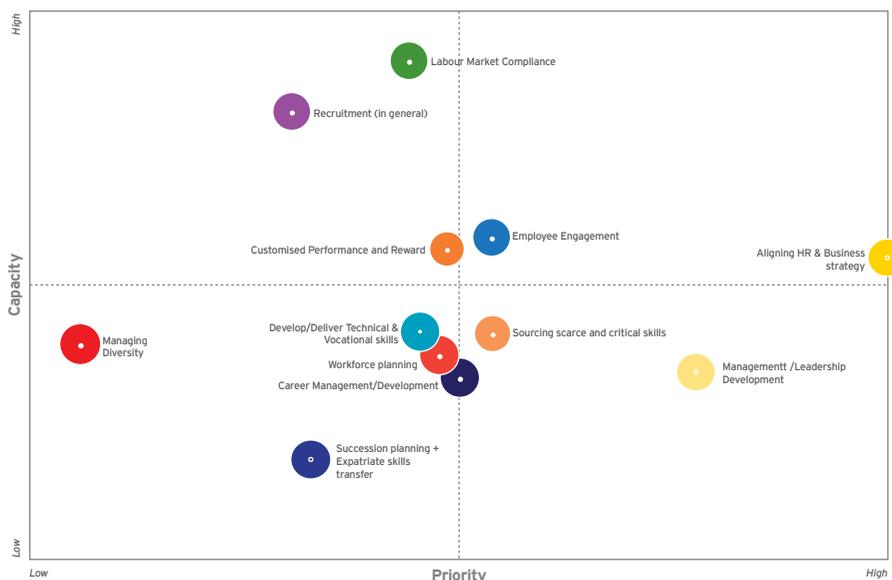 High
Labour Market Compliance
Recruitment (in general)
Employee Engagement
Customised Performance and Reward
Aligning HR & Business
strategy
Capacity
Develop/Deliver Technical &
Vocational skills
Sourcing scarce and critical skills
Managing
Diversity
Workforce planning
Managementt /Leadership
Development
Career Management/Development
Succession planning +
Expatriate skills
transfer
Low
Low
Priority
High